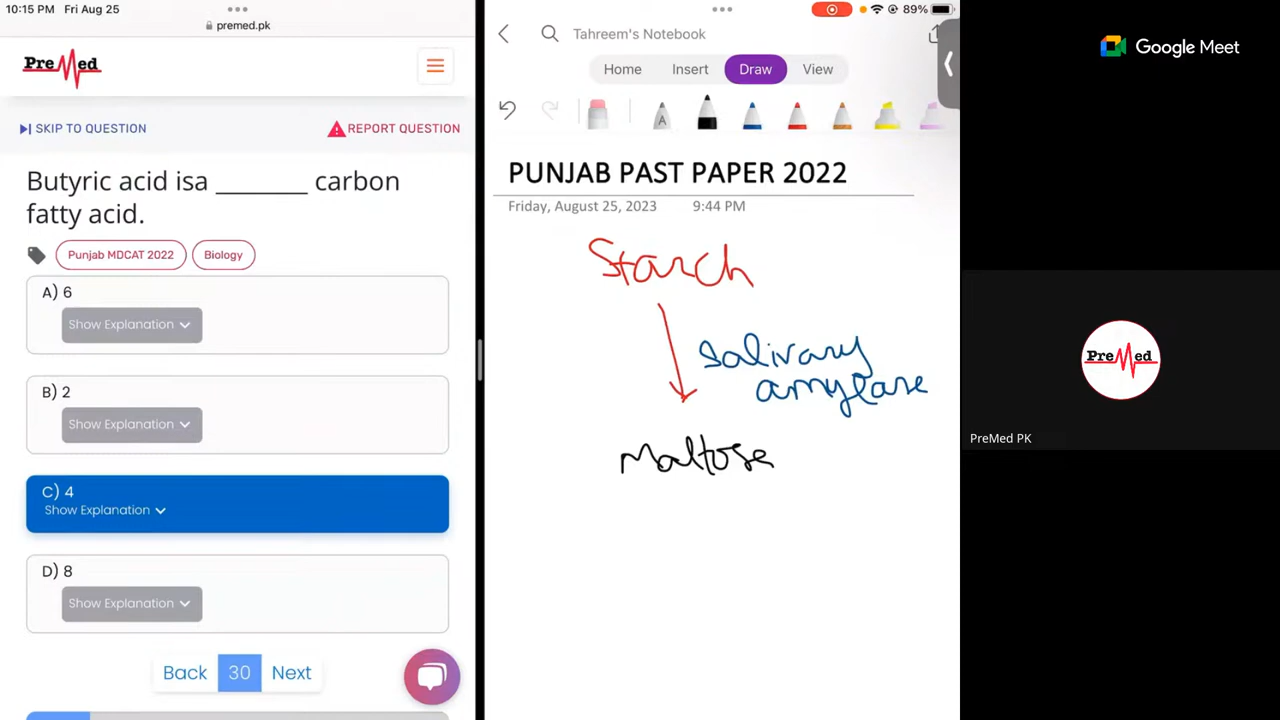 10:15 PM Fri Aug 25
premed.pk
PreMed
SKIP TO QUESTION
REPORT QUESTION
Butyric acid isa ________ carbon
fatty acid.
Punjab MDCAT 2022
Biology
A) 6
Show Explanation
B) 2
Show Explanation
C) 4
Show Explanation
D) 8
Show Explanation
Back 30 Next
89%
Tahreem's Notebook
Home Insert Draw View
A
PUNJAB PAST PAPER 2022
Friday, August 25, 2023 9:44 PM
Starch
salivary
amylase
Maltose
Google Meet
PreMed
PreMed PK